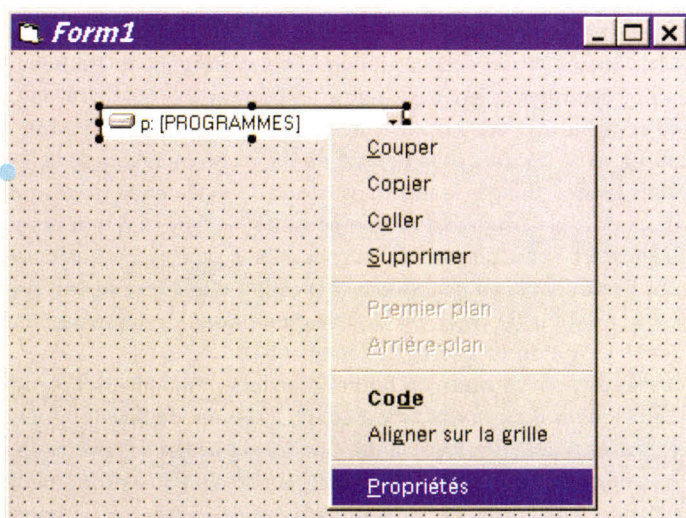 Form1
p: [PROGRAMMES]
Couper
Copier
Coller
Supprimer
Premier plan
Arrière-plan
Code
Aligner sur la grille
Propriétés